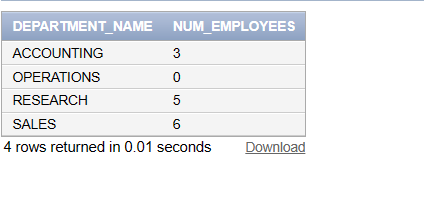 DEPARTMENT_NAME NUM_EMPLOYEES
ACCOUNTING 3
OPERATIONS 0
RESEARCH 5
SALES 6
4 rows returned in 0.01 seconds Download